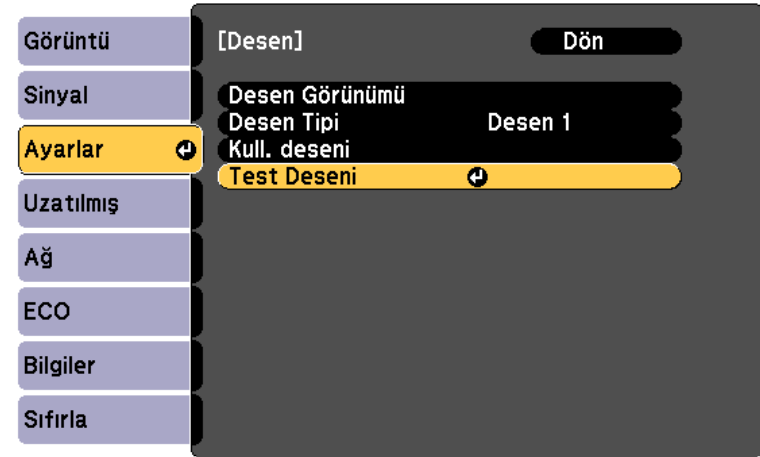 Görüntü
Sinyal
Ayarlar
Uzatılmış
Ağ
ECO
Bilgiler
Sıfırla
[Desen] Dön
Desen Görünümü
Desen Tipi Desen 1
Kull. deseni
Test Deseni